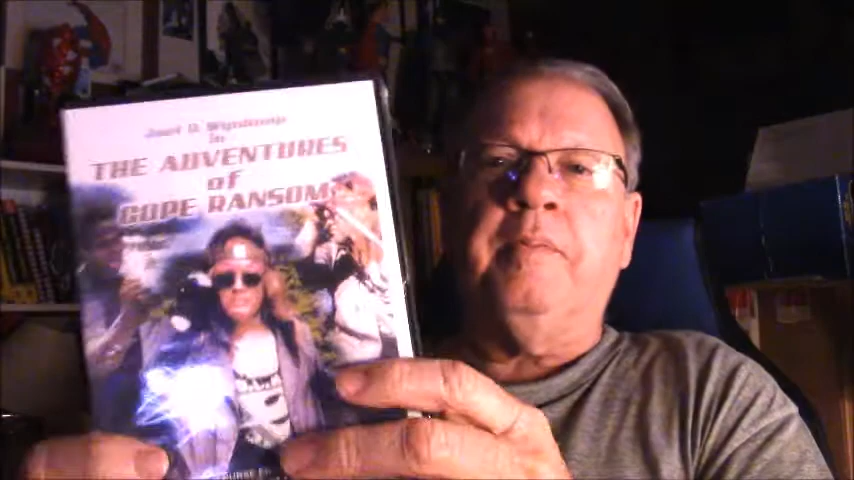 Joel D. Wynkoop
in
THE ADVENTURES
of
COPE RANSOM